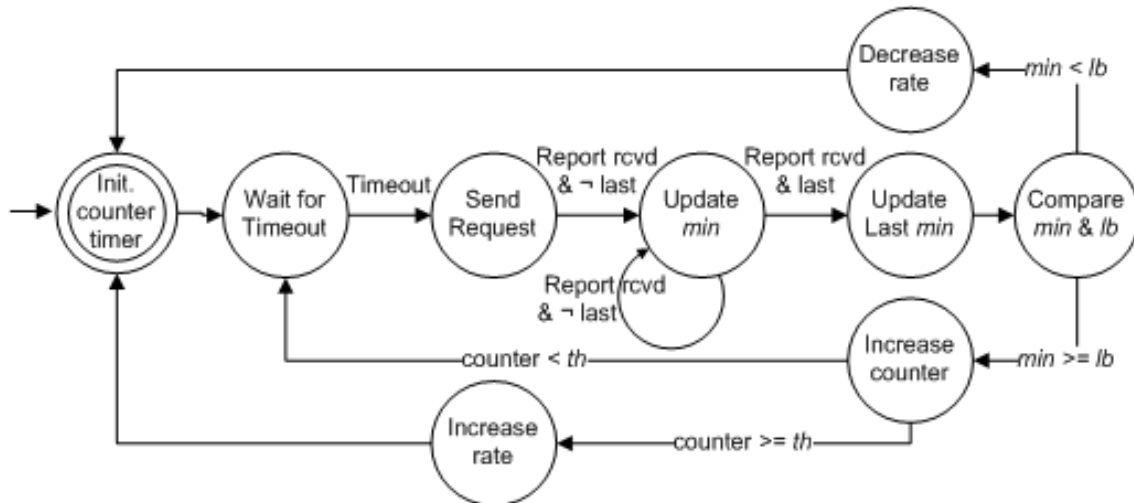 Decrease
rate
min < lb
Init.
counter
timer
Wait for
Timeout
Timeout
Send
Request
Report rcvd
& ¬ last
Update
min
Report rcvd
& last
Update
Last min
Compare
min & lb
Report rcvd
& ¬ last
counter < th
Increase
counter
min >= lb
Increase
rate
counter >= th